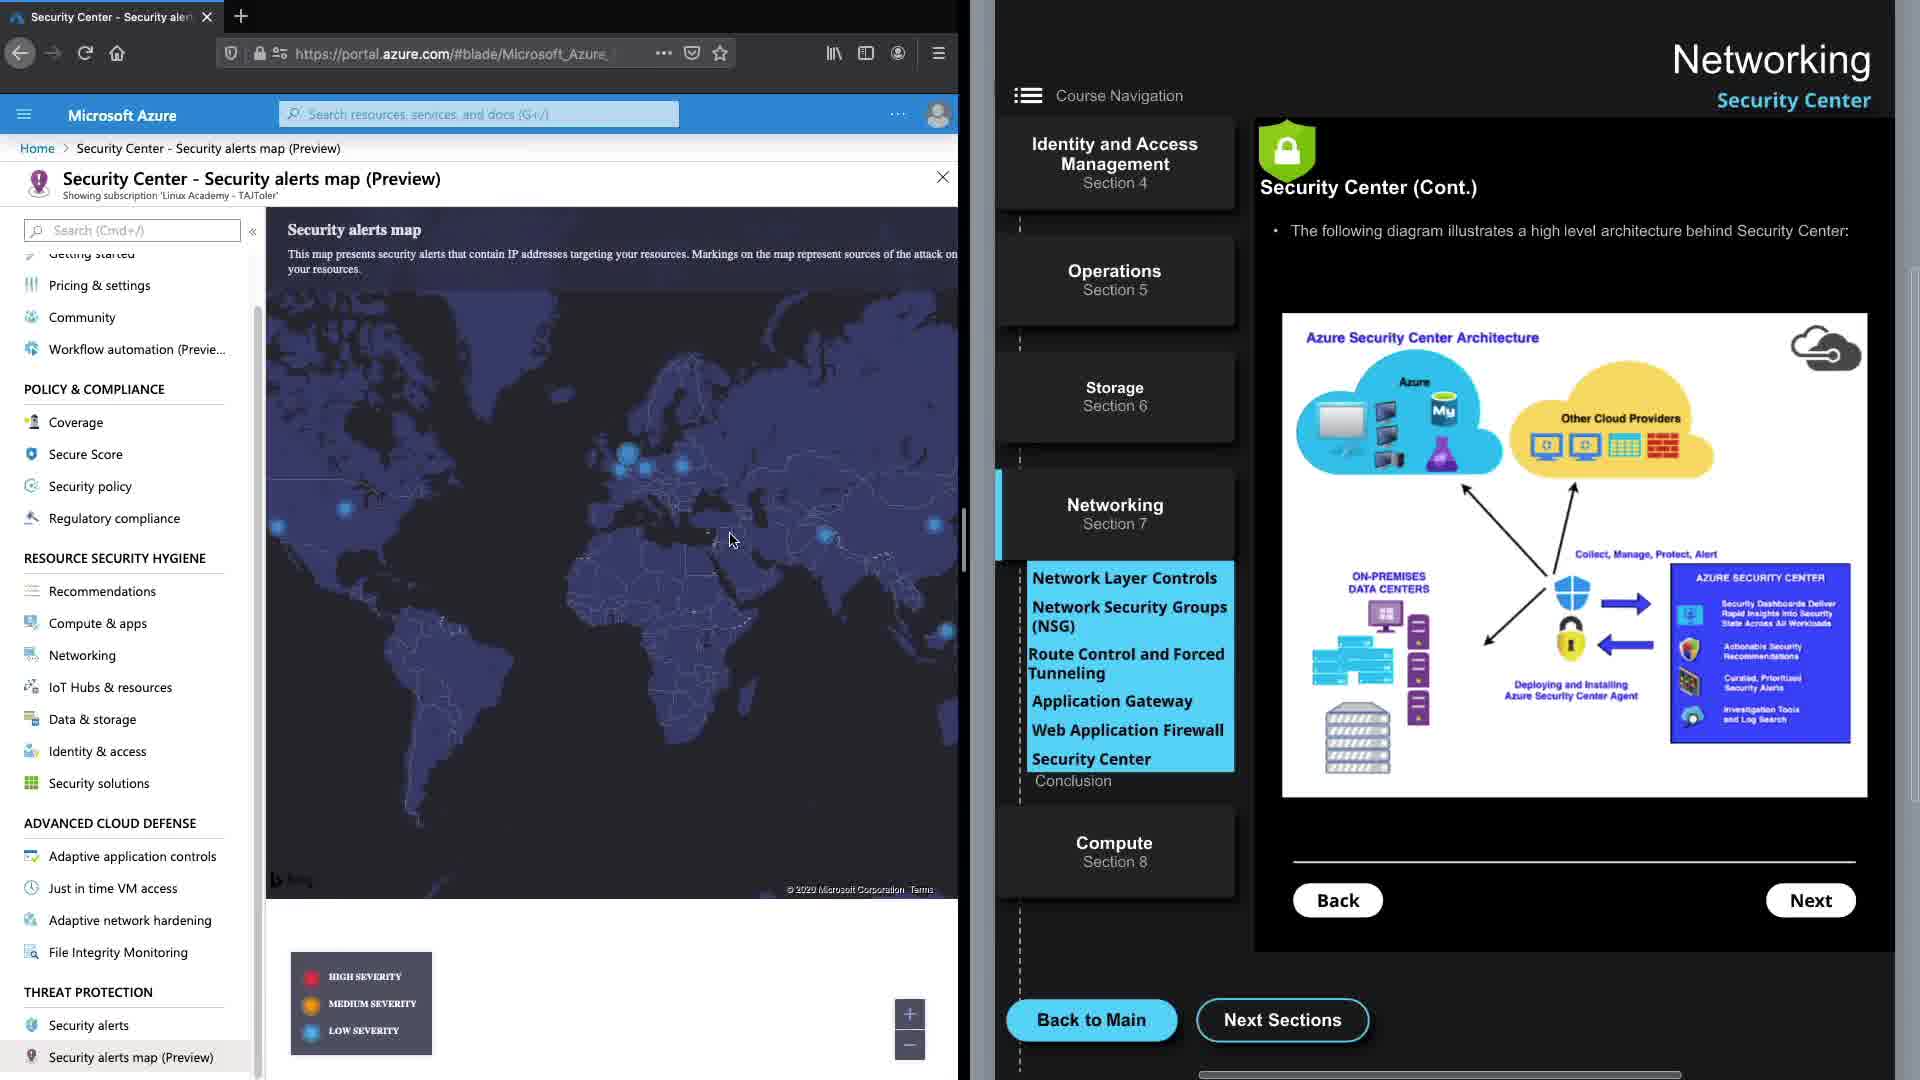 Security Center - Security aler
https://portal.azure.com/#blade/Microsoft_Azure_
Microsoft Azure
Search resources, services, and docs (G+/)
Home > Security Center - Security alerts map (Preview)
Security Center - Security alerts map (Preview)
Showing subscription 'Linux Academy - TAJToler'
Search (Cmd+/)
Getting started
Pricing & settings
Community
Workflow automation (Previe...
POLICY & COMPLIANCE
Coverage
Secure Score
Security policy
Regulatory compliance
RESOURCE SECURITY HYGIENE
Recommendations
Compute & apps
Networking
IoT Hubs & resources
Data & storage
Identity & access
Security solutions
ADVANCED CLOUD DEFENSE
Adaptive application controls
Just in time VM access
Adaptive network hardening
File Integrity Monitoring
THREAT PROTECTION
Security alerts
Security alerts map (Preview)
Security alerts map
This map presents security alerts that contain IP addresses targeting your resources. Markings on the map represent sources of the attack on
your resources.
© 2020 Microsoft Corporation Terms
HIGH SEVERITY
MEDIUM SEVERITY
LOW SEVERITY
Networking
Security Center
Course Navigation
Identity and Access
Management
Section 4
Operations
Section 5
Storage
Section 6
Networking
Section 7
Network Layer Controls
Network Security Groups
(NSG)
Route Control and Forced
Tunneling
Application Gateway
Web Application Firewall
Security Center
Conclusion
Compute
Section 8
Security Center (Cont.)
• The following diagram illustrates a high level architecture behind Security Center:
Azure Security Center Architecture
Azure
My
Other Cloud Providers
Collect, Manage, Protect, Alert
ON-PREMISES
DATA CENTERS
AZURE SECURITY CENTER
Security Dashboards Deliver
Rapid Insights into Security
State Across All Workloads
Actionable Security
Recommendations
Curated, Prioritized
Security Alerts
Investigation Tools
and Log Search
Deploying and Installing
Azure Security Center Agent
Back
Next
Back to Main
Next Sections